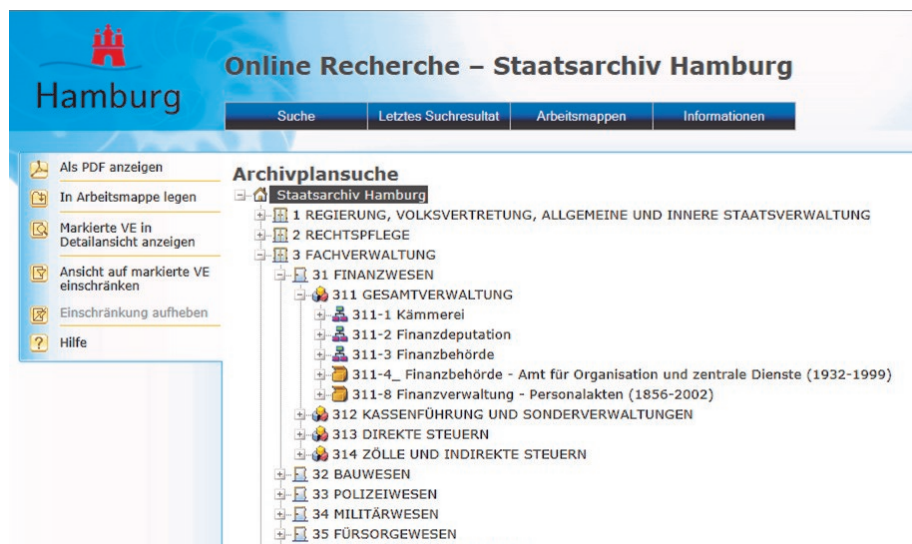 Hamburg
Online Recherche – Staatsarchiv Hamburg
Suche
Letztes Suchresultat
Arbeitsmappen
Informationen
Als PDF anzeigen
In Arbeitsmappe legen
Markierte VE in
Detailansicht anzeigen
Ansicht auf markierte VE
einschränken
Einschränkung aufheben
? Hilfe
Archivplansuche
Staatsarchiv Hamburg
1 REGIERUNG, VOLKSVERTRETUNG, ALLGEMEINE UND INNERE STAATSVERWALTUNG
2 RECHTSPFLEGE
3 FACHVERWALTUNG
31 FINANZWESEN
311 GESAMTVERWALTUNG
311-1 Kämmerei
311-2 Finanzdeputation
311-3 Finanzbehörde
311-4_ Finanzbehörde - Amt für Organisation und zentrale Dienste (1932-1999)
311-8 Finanzverwaltung - Personalakten (1856-2002)
312 KASSENFÜHRUNG UND SONDERVERWALTUNGEN
313 DIREKTE STEUERN
314 ZÖLLE UND INDIREKTE STEUERN
32 BAUWESEN
33 POLIZEIWESEN
34 MILITÄRWESEN
35 FÜRSORGEWESEN